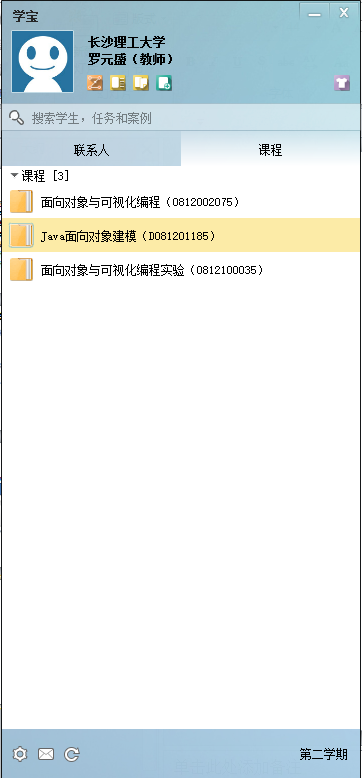 学宝
长沙理工大学
罗元盛（教师）
搜索学生，任务和案例
联系人
课程
课程 [3]
面向对象与可视化编程（0812002075）
Java面向对象建模（D081201185）
面向对象与可视化编程实验（0812100035）
第二学期